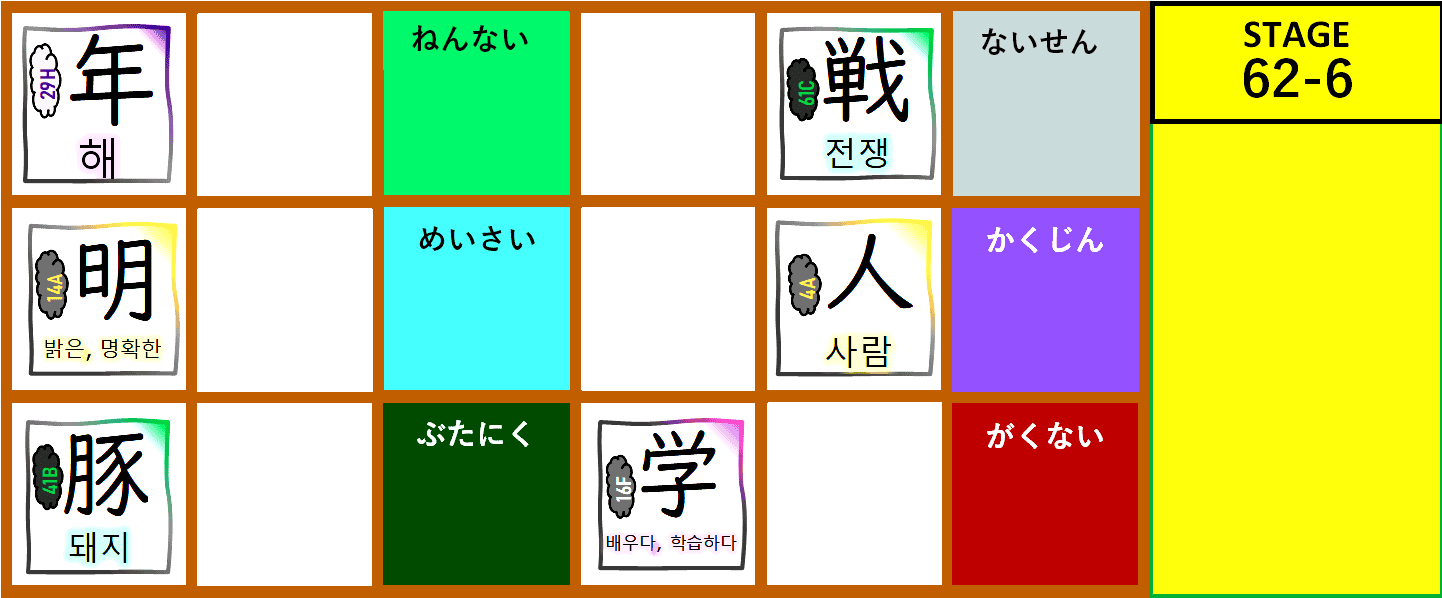 29H
年
해
ねんない
61C
戦
전쟁
ないせん
STAGE
62-6
14A
明
밝은, 명확한
めいさい
4A
人
사람
かくじん
41B
豚
돼지
ぶたにく
16F
学
배우다, 학습하다
がくない